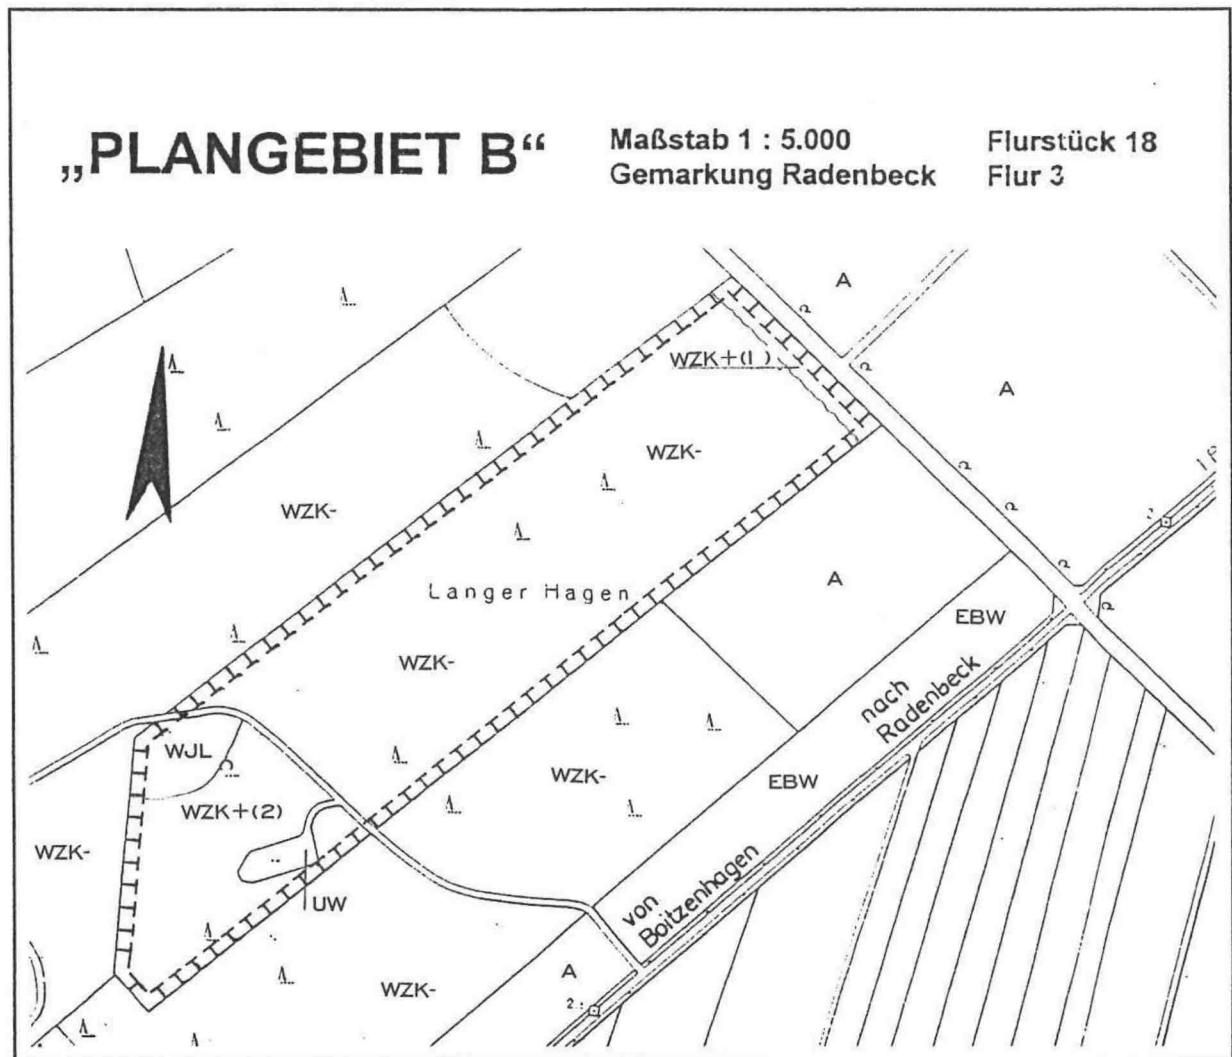 „PLANGEBIET B“
Maßstab 1 : 5.000
Gemarkung Radenbeck
Flurstück 18
Flur 3
A
WZK+(1)
A
WZK-
WZK-
Langer Hagen
A
EBW
WZK-
nach
Radenbeck
WJL
WZK-
EBW
WZK+(2)
WZK-
UW
von
Boitzenhagen
WZK-
A